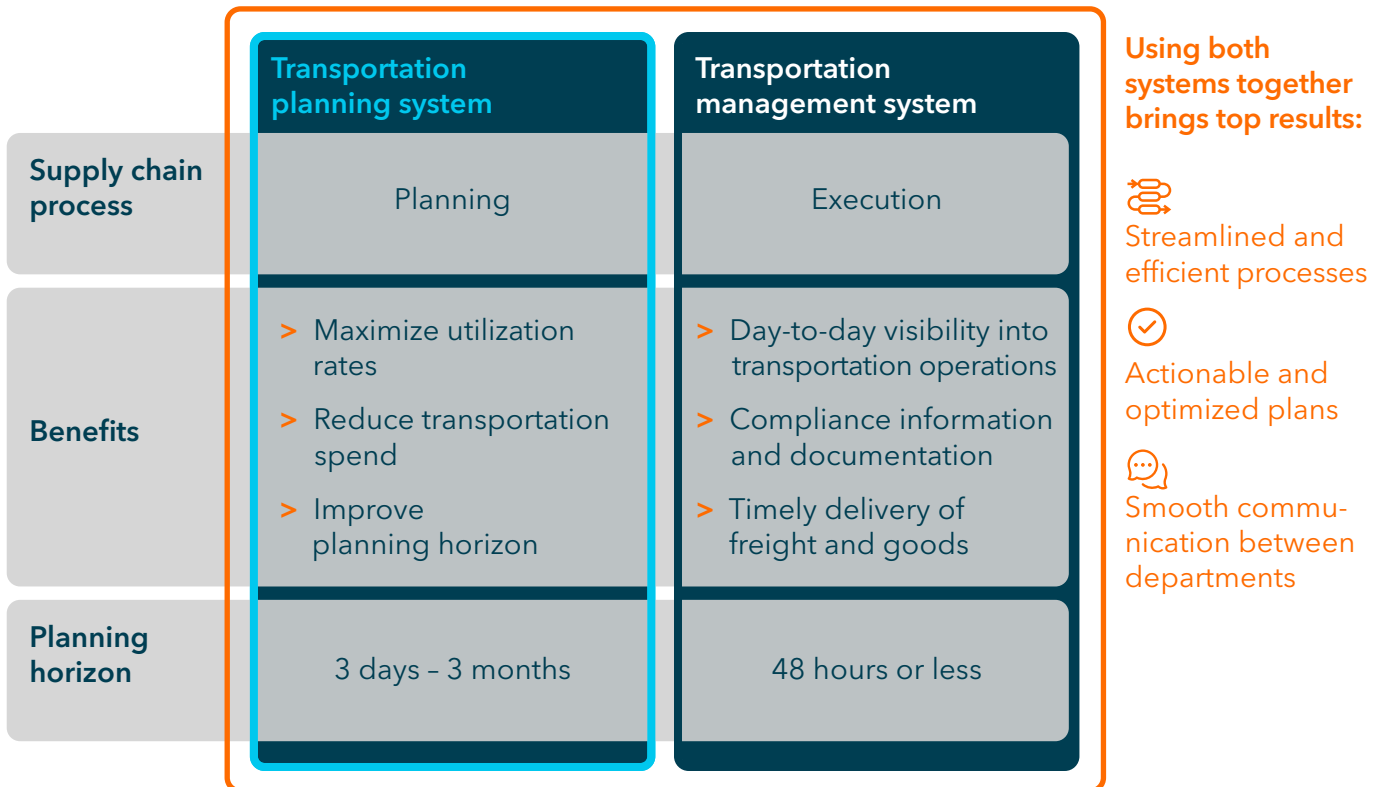 Transportation
planning system
Transportation
management system
Supply chain
process
Planning
Execution
Benefits
> Maximize utilization
rates
> Reduce transportation
spend
> Improve
planning horizon
> Day-to-day visibility into
transportation operations
> Compliance information
and documentation
> Timely delivery of
freight and goods
Planning
horizon
3 days – 3 months
48 hours or less
Using both
systems together
brings top results:
Streamlined and
efficient processes
Actionable and
optimized plans
Smooth commu-
nication between
departments